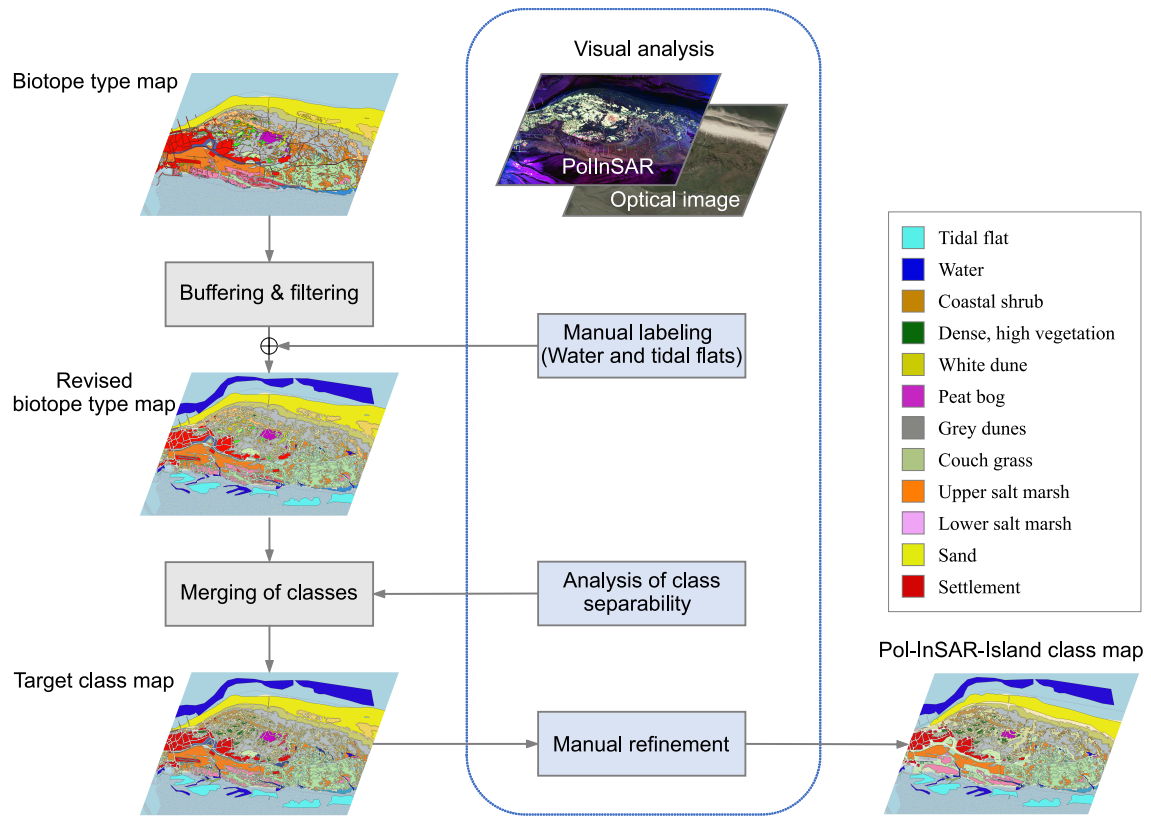 Visual analysis
Biotope type map
PolInSAR
Optical image
Buffering & filtering
Manual labeling
(Water and tidal flats)
Revised
biotope type map
Merging of classes
Analysis of class
separability
Target class map
Manual refinement
Tidal flat
Water
Coastal shrub
Dense, high vegetation
White dune
Peat bog
Grey dunes
Couch grass
Upper salt marsh
Lower salt marsh
Sand
Settlement
Pol-InSAR-Island class map